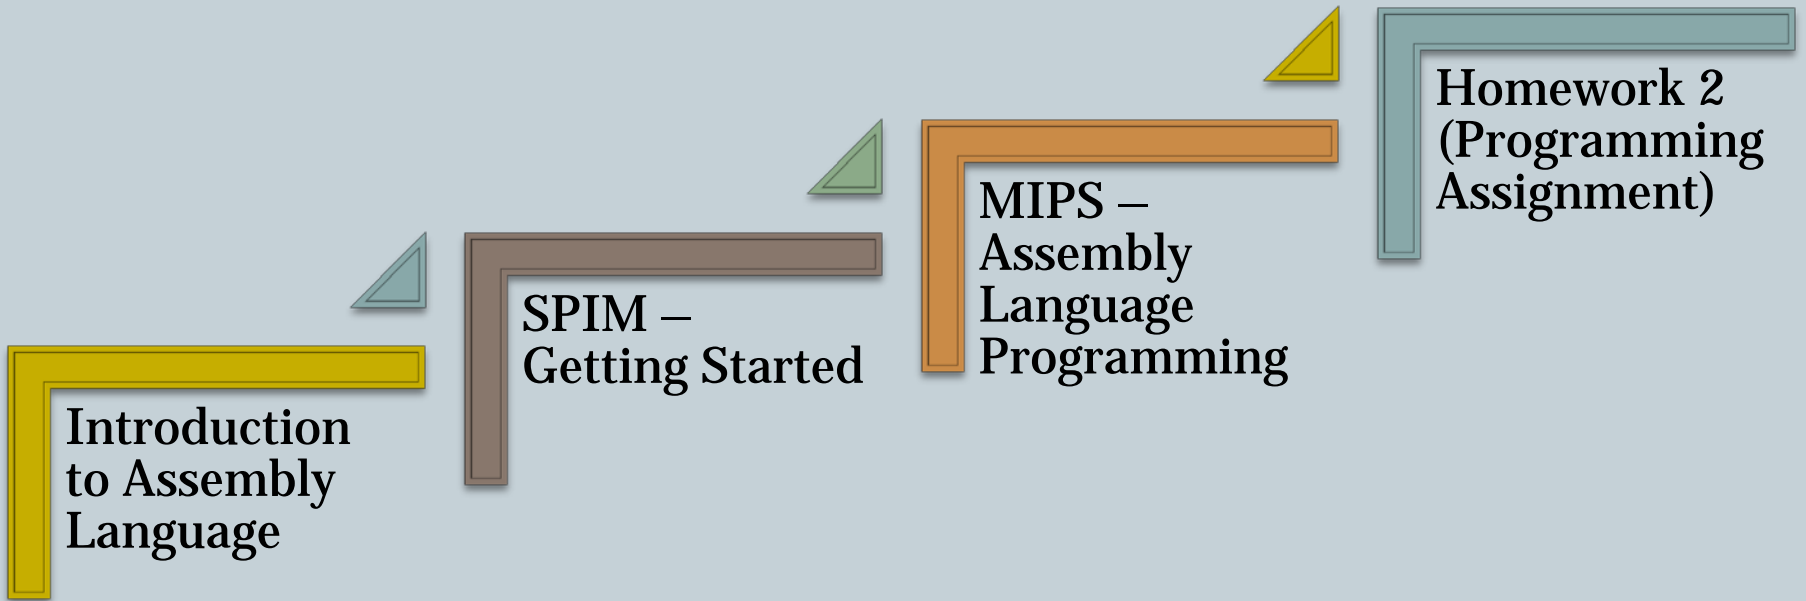 Introduction
to Assembly
Language
SPIM –
Getting Started
MIPS –
Assembly
Language
Programming
Homework 2
(Programming
Assignment)